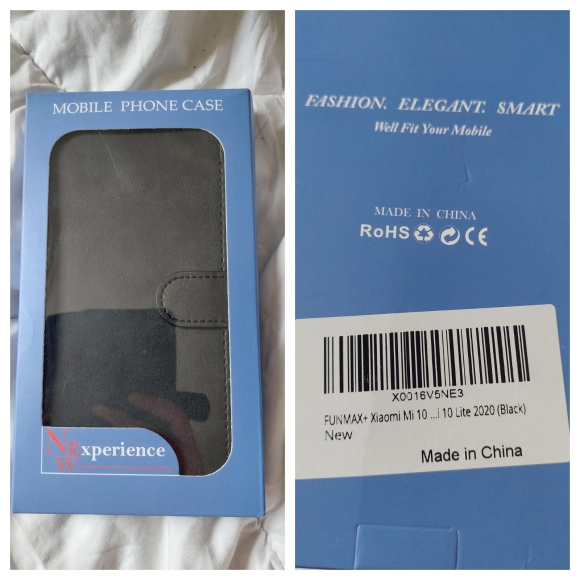 MOBILE PHONE CASE
New
Experience
FASHION. ELEGANT. SMART
Well Fit Your Mobile
MADE IN CHINA
RoHS CE
X0016V5NE3
FUNMAX+ Xiaomi Mi 10 ...i 10 Lite 2020 (Black)
New
Made in China